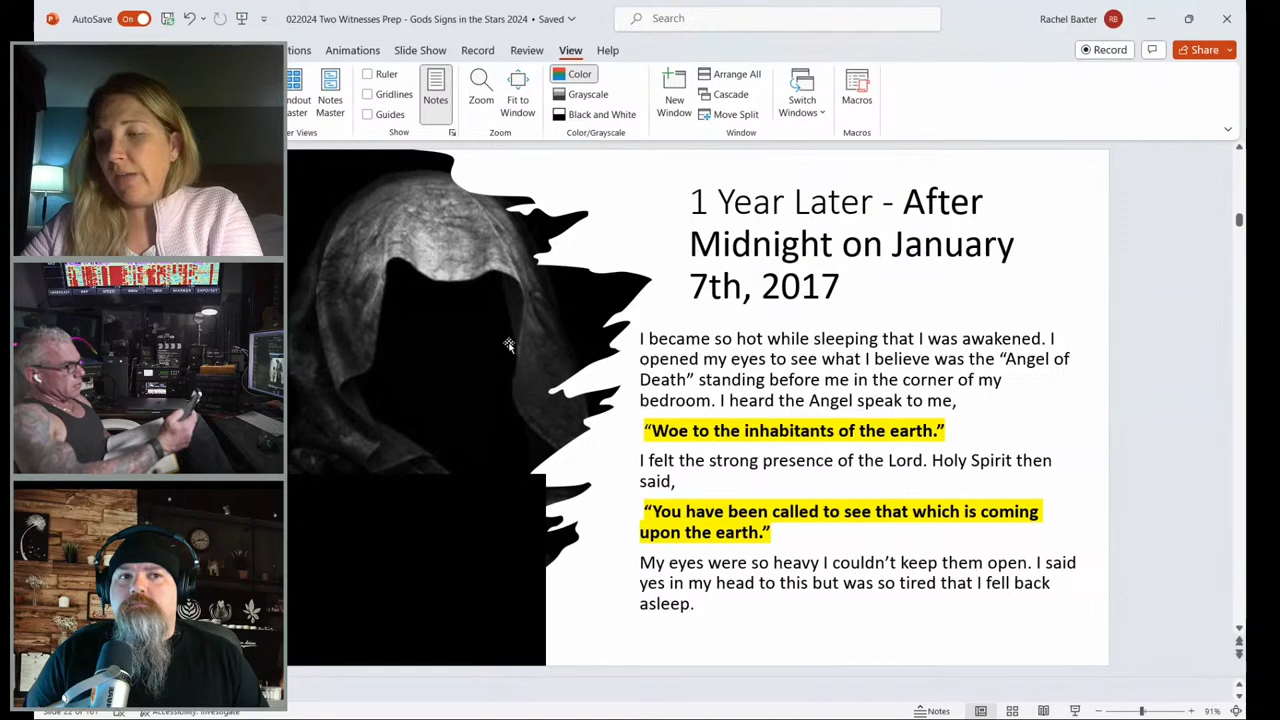 AutoSave On 022024 Two Witnesses Prep - Gods Signs in the Stars 2024 • Saved Search Rachel Baxter RB
Animations Slide Show Record Review View Help Record Share
Ruler
Gridlines
Guides
Show
Notes
Master
Notes
Zoom
Fit to
Window
Zoom
Color
Grayscale
Black and White
Color/Grayscale
New
Window
Arrange All
Cascade
Move Split
Window
Switch
Windows
Macros
Macros
1 Year Later - After
Midnight on January
7th, 2017
I became so hot while sleeping that I was awakened. I
opened my eyes to see what I believe was the “Angel of
Death” standing before me in the corner of my
bedroom. I heard the Angel speak to me,
“Woe to the inhabitants of the earth.”
I felt the strong presence of the Lord. Holy Spirit then
said,
“You have been called to see that which is coming
upon the earth.”
My eyes were so heavy I couldn’t keep them open. I said
yes in my head to this but was so tired that I fell back
asleep.
Notes 91%